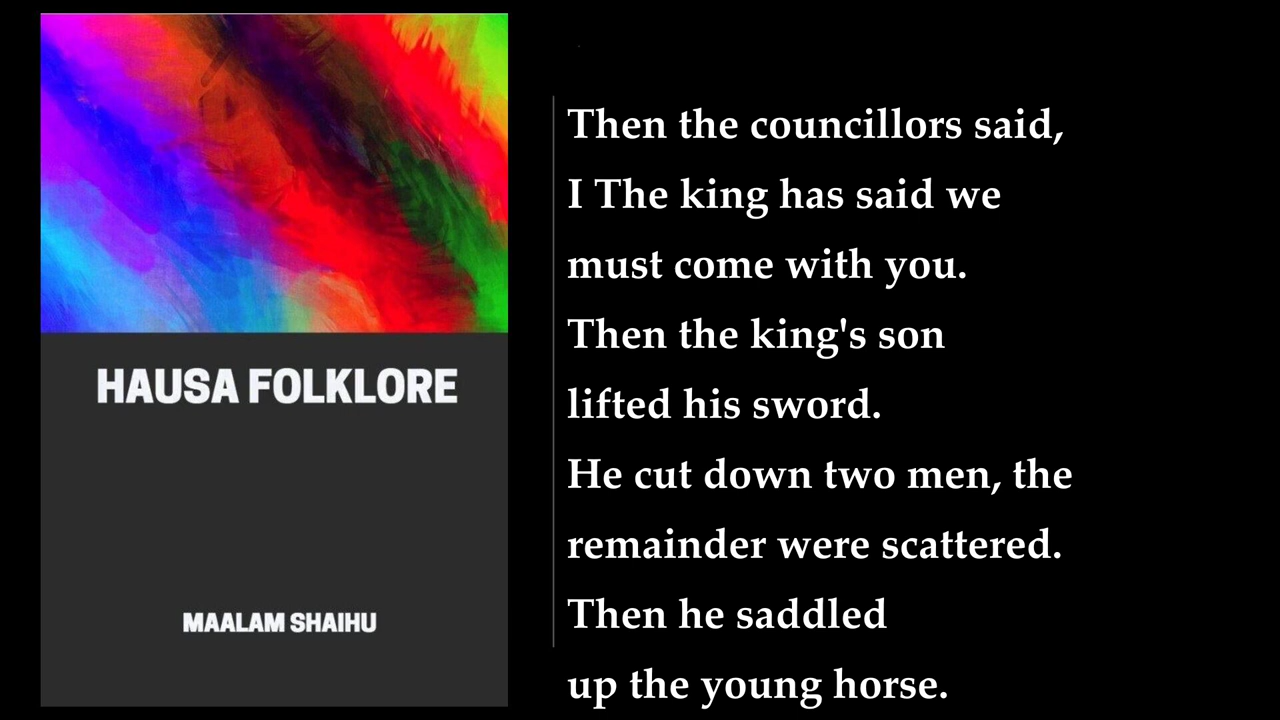 HAUSA FOLKLORE
MAALAM SHAIHU
Then the councillors said,
I The king has said we
must come with you.
Then the king's son
lifted his sword.
He cut down two men, the
remainder were scattered.
Then he saddled
up the young horse.